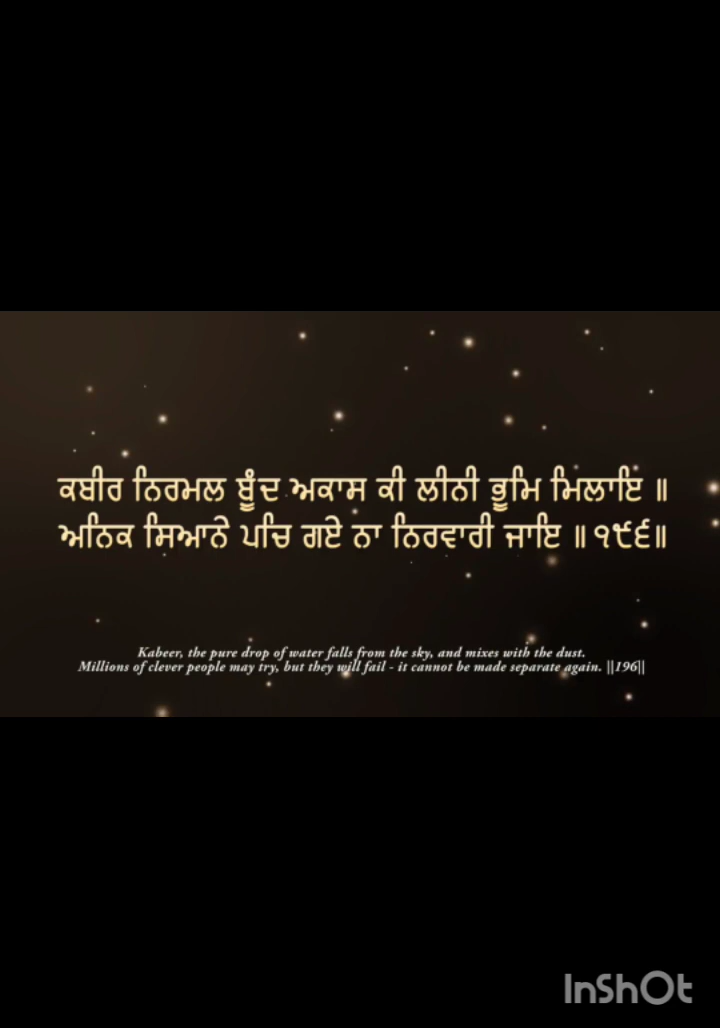 ਕਬੀਰ ਨਿਰਮਲ ਬੂੰਦ ਅਕਾਸ ਕੀ ਲੀਨੀ ਭੂਮਿ ਮਿਲਾਇ ॥
ਅਨਿਕ ਸਿਆਨੇ ਪਚਿ ਗਏ ਨਾ ਨਿਰਵਾਰੀ ਜਾਇ ॥੧੯੬॥
Kabeer, the pure drop of water falls from the sky, and mixes with the dust.
Millions of clever people may try, but they will fail - it cannot be made separate again. ||196||
InShOt